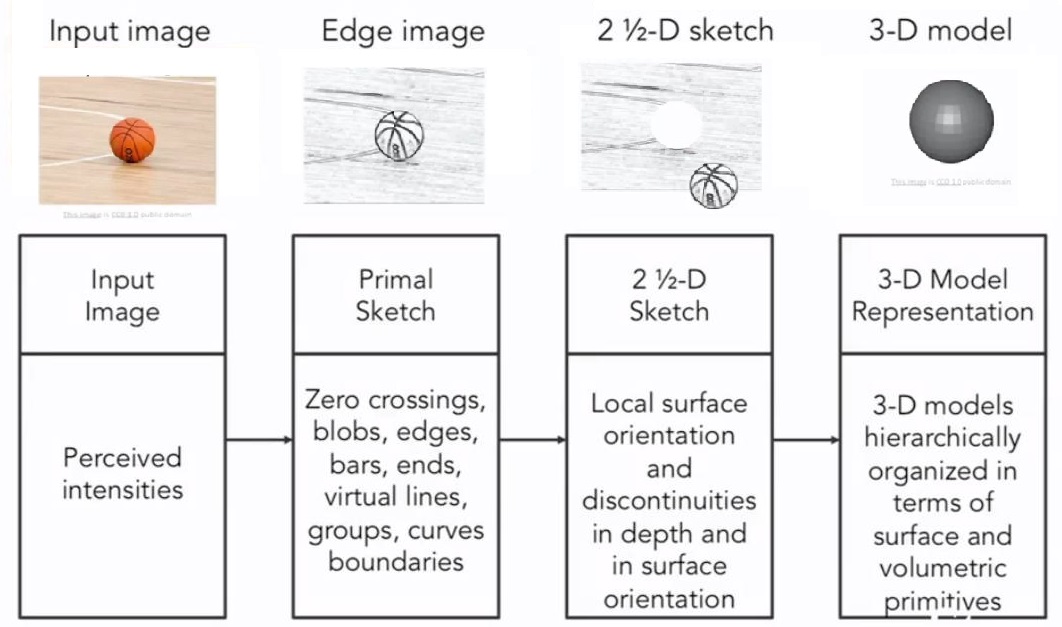 Input image
Edge image
2 ½-D sketch
3-D model
This image is CC0 1.0 public domain
This image is CC0 1.0 public domain
Input
Image
Perceived
intensities
Primal
Sketch
Zero crossings,
blobs, edges,
bars, ends,
virtual lines,
groups, curves
boundaries
2 ½-D
Sketch
Local surface
orientation
and
discontinuities
in depth and
in surface
orientation
3-D Model
Representation
3-D models
hierarchically
organized in
terms of
surface and
volumetric
primitives